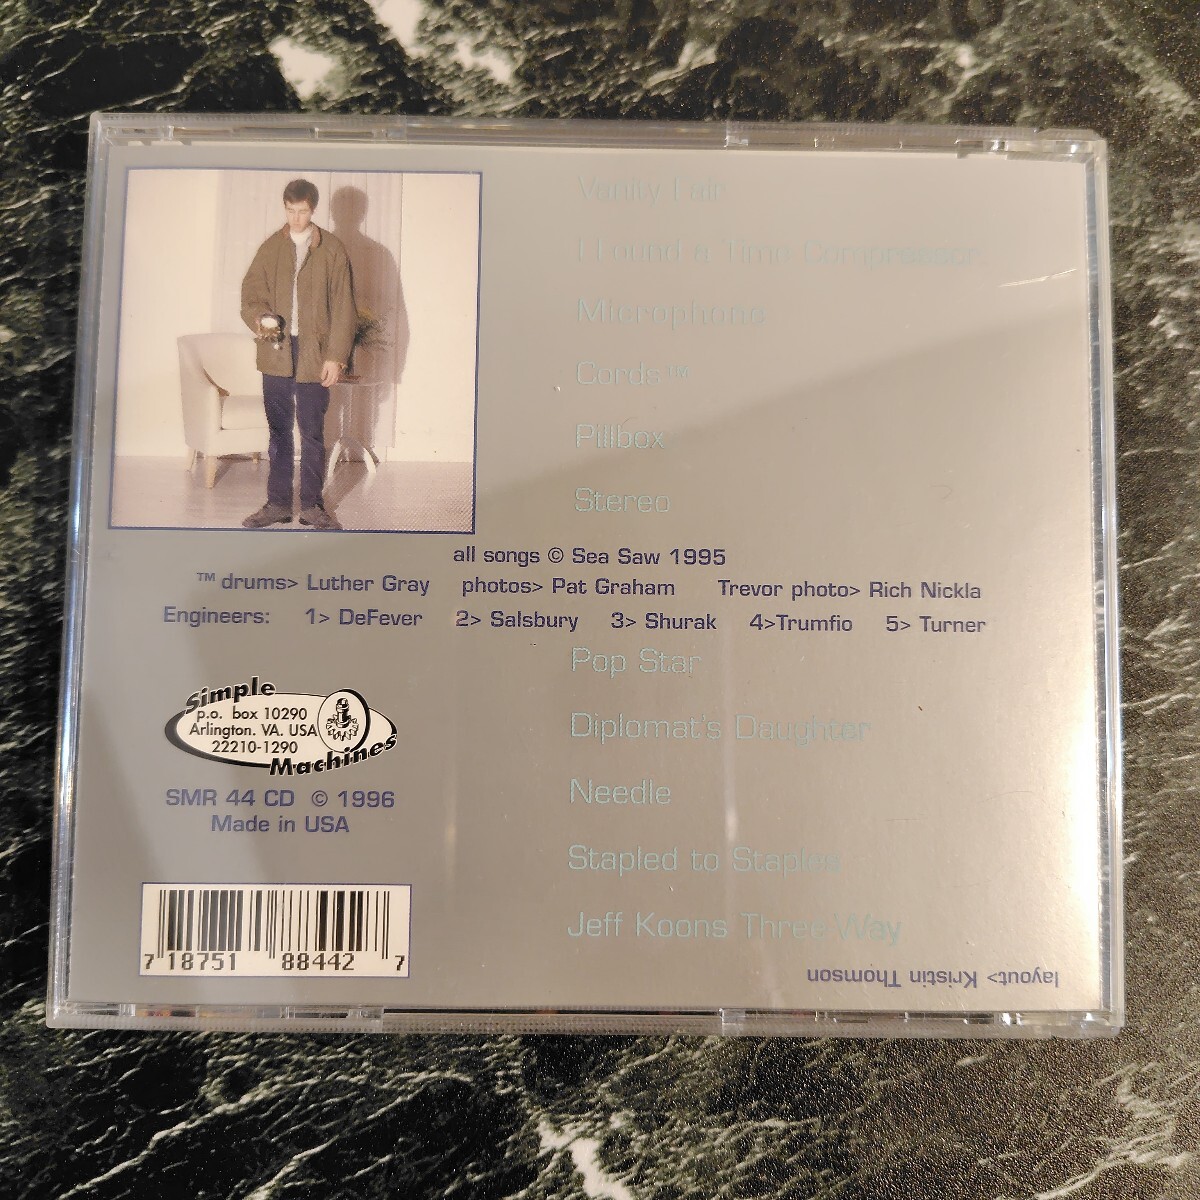 Vanity Fair
I Found a Time Compressor
Microphone
Cords™
Pillbox
Stereo
all songs © Sea Saw 1995
™ drums> Luther Gray photos> Pat Graham Trevor photo> Rich Nickla
Engineers: 1> DeFever 2> Salsbury 3> Shurak 4>Trumfio 5> Turner
Pop Star
Diplomat's Daughter
Needle
Stapled to Staples
Jeff Koons Three-Way
layout> Kristin Thomson
Simple
p.o. box 10290
Arlington. VA. USA
22210-1290
Machines
SMR 44 CD © 1996
Made in USA
7 18751 88442 7